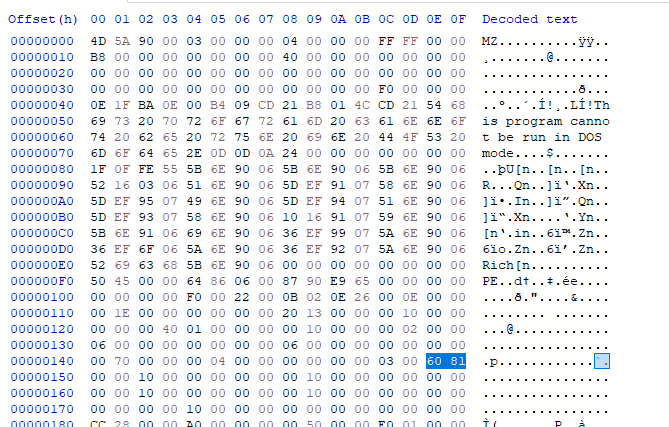 Offset(h) 00 01 02 03 04 05 06 07 08 09 0A 0B 0C 0D 0E 0F Decoded text
00000000 4D 5A 90 00 03 00 00 00 04 00 00 00 FF FF 00 00 MZ..........ÿÿ..
00000010 B8 00 00 00 00 00 00 00 40 00 00 00 00 00 00 00 ¸.......@.......
00000020 00 00 00 00 00 00 00 00 00 00 00 00 00 00 00 00 ................
00000030 00 00 00 00 00 00 00 00 00 00 00 00 F0 00 00 00 ............ð...
00000040 0E 1F BA 0E 00 B4 09 CD 21 B8 01 4C CD 21 54 68 ..º..´.Í!¸.LÍ!Th
00000050 69 73 20 70 72 6F 67 72 61 6D 20 63 61 6E 6E 6F is program canno
00000060 74 20 62 65 20 72 75 6E 20 69 6E 20 44 4F 53 20 t be run in DOS
00000070 6D 6F 64 65 2E 0D 0D 0A 24 00 00 00 00 00 00 00 mode....$.......
00000080 1F 0F FE 55 5B 6E 90 06 5B 6E 90 06 5B 6E 90 06 ..þU[n..[n..[n..
00000090 52 16 03 06 51 6E 90 06 5D EF 91 07 58 6E 90 06 R...Qn..]ï‘.Xn..
000000A0 5D EF 95 07 49 6E 90 06 5D EF 94 07 51 6E 90 06 ]ï•.In..]ï”.Qn..
000000B0 5D EF 93 07 58 6E 90 06 10 16 91 07 59 6E 90 06 ]ï“.Xn....‘.Yn..
000000C0 5B 6E 91 06 69 6E 90 06 36 EF 99 07 5A 6E 90 06 [n‘.in..6ï™.Zn..
000000D0 36 EF 6F 06 5A 6E 90 06 36 EF 92 07 5A 6E 90 06 6ïo.Zn..6ï’.Zn..
000000E0 52 69 63 68 5B 6E 90 06 00 00 00 00 00 00 00 00 Rich[n..........
000000F0 50 45 00 00 64 86 06 00 87 90 E9 65 00 00 00 00 PE..d†..‡.ée....
00000100 00 00 00 00 F0 00 22 00 0B 02 0E 26 00 0E 00 00 ....ð."....&....
00000110 00 1E 00 00 00 00 00 00 20 13 00 00 00 10 00 00 ........ .......
00000120 00 00 00 40 01 00 00 00 00 10 00 00 00 02 00 00 ...@............
00000130 06 00 00 00 00 00 00 00 06 00 00 00 00 00 00 00 ................
00000140 00 70 00 00 00 04 00 00 00 00 00 00 03 00 60 81 .p............`.
00000150 00 00 10 00 00 00 00 00 00 10 00 00 00 00 00 00 ................
00000160 00 00 10 00 00 00 00 00 00 10 00 00 00 00 00 00 ................
00000170 00 00 00 00 10 00 00 00 00 00 00 00 00 00 00 00 ................
00000180 CC 28 00 00 A0 00 00 00 00 50 00 00 E0 01 00 00 Ì(.. ....P..à...